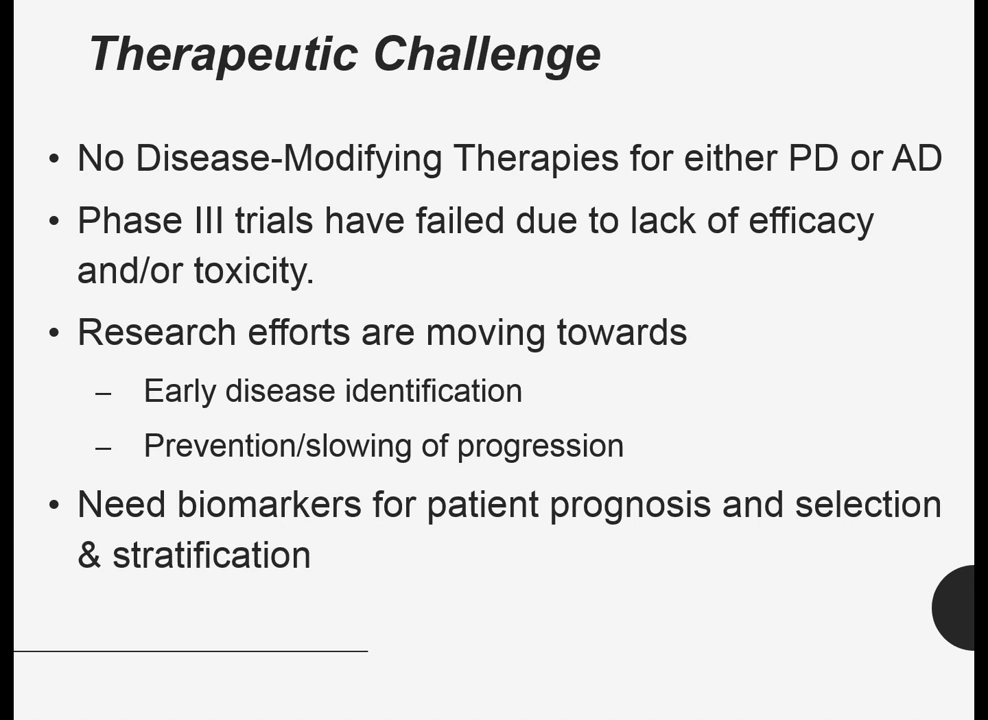 Therapeutic Challenge
• No Disease-Modifying Therapies for either PD or AD
• Phase III trials have failed due to lack of efficacy
and/or toxicity.
• Research efforts are moving towards
– Early disease identification
– Prevention/slowing of progression
• Need biomarkers for patient prognosis and selection
& stratification